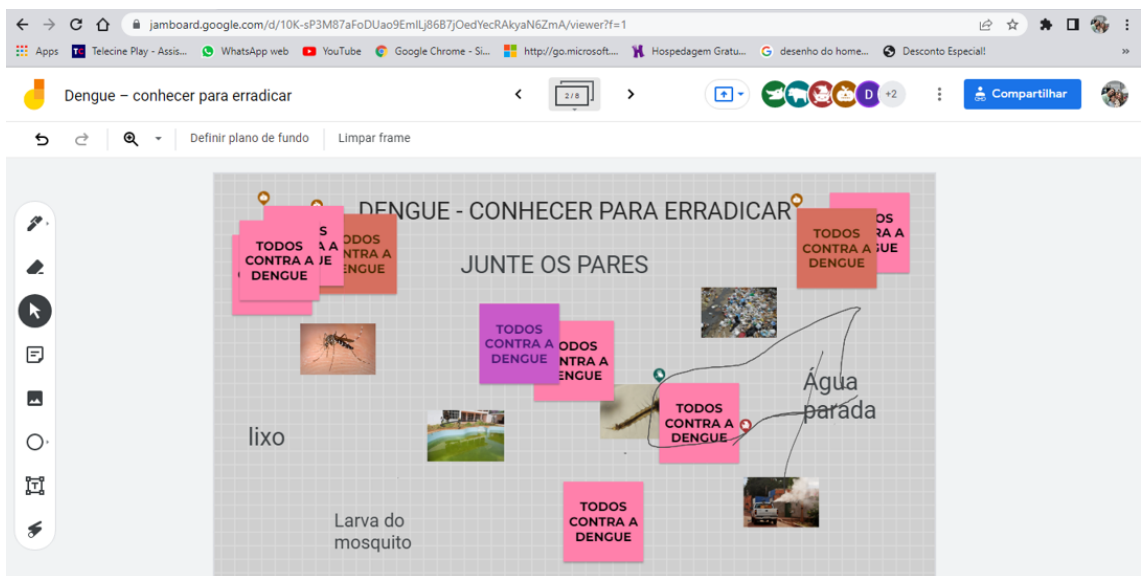 jamboard.google.com/d/10K-sP3M87aFoDUao9EmILj86B7jOedYecRAkyaN6ZmA/viewer?f=1
Apps Telecine Play - Assis... WhatsApp web YouTube Google Chrome - Si... http://go.microsoft.... Hospedagem Gratu... desenho do home... Desconto Especial! »
Dengue – conhecer para erradicar
2/8
D
+2
Compartilhar
Definir plano de fundo
Limpar frame
DENGUE - CONHECER PARA ERRADICAR
JUNTE OS PARES
TODOS
CONTRA A
DENGUE
TODOS
CONTRA A
DENGUE
TODOS
CONTRA A
DENGUE
TODOS
CONTRA A
DENGUE
TODOS
CONTRA A
DENGUE
Água
parada
lixo
Larva do
mosquito